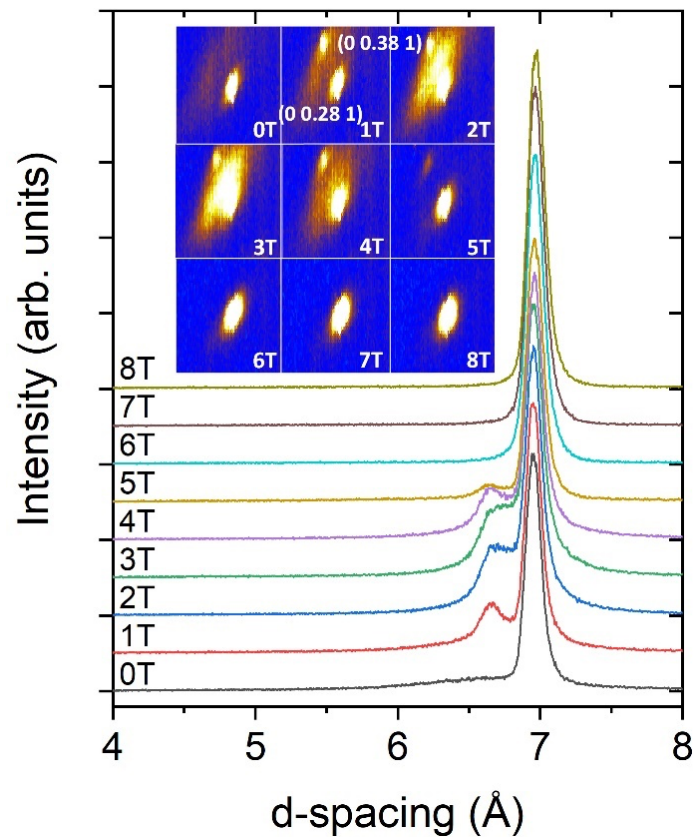 (0 0.38 1)
0T
(0 0.28 1)
1T
2T
3T
4T
5T
6T
7T
8T
8T
7T
6T
5T
4T
3T
2T
1T
0T
Intensity (arb. units)
4 5 6 7 8
d-spacing (Å)